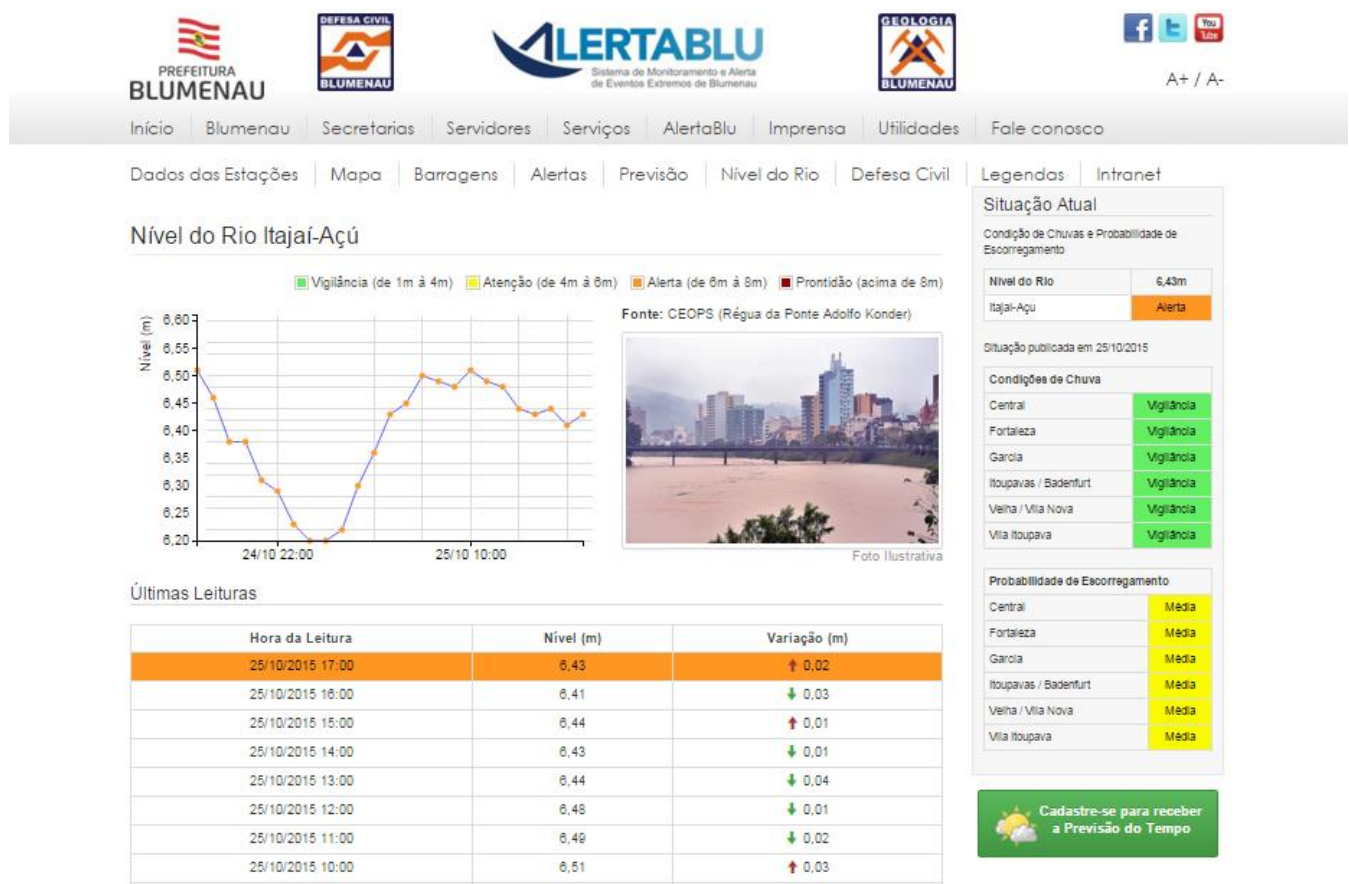 PREFEITURA
BLUMENAU
DEFESA CIVIL
BLUMENAU
ALERTABLU
Sistema de Monitoramento e Alerta
de Eventos Extremos de Blumenau
GEOLOGIA
BLUMENAU
f
t
You
Tube
A+ / A-
Início Blumenau Secretarias Servidores Serviços AlertaBlu Imprensa Utilidades Fale conosco
Dados das Estações Mapa Barragens Alertas Previsão Nível do Rio Defesa Civil Legendas Intranet
Nível do Rio Itajaí-Açú
Vigilância (de 1m à 4m) Atenção (de 4m à 6m) Alerta (de 6m à 8m) Prontidão (acima de 8m)
Nível (m)
6,60
6,55
6,50
6,45
6,40
6,35
6,30
6,25
6,20
24/10 22:00 25/10 10:00
Fonte: CEOPS (Régua da Ponte Adolfo Konder)
Foto Ilustrativa
Últimas Leituras
Hora da Leitura Nível (m) Variação (m)
25/10/2015 17:00 6,43 0,02
25/10/2015 16:00 6,41 0,03
25/10/2015 15:00 6,44 0,01
25/10/2015 14:00 6,43 0,01
25/10/2015 13:00 6,44 0,04
25/10/2015 12:00 6,48 0,01
25/10/2015 11:00 6,49 0,02
25/10/2015 10:00 6,51 0,03
Situação Atual
Condição de Chuvas e Probabilidade de
Escorregamento
Nível do Rio 6,43m
Itajaí-Açu Alerta
Situação publicada em 25/10/2015
Condições de Chuva
Central Vigilância
Fortaleza Vigilância
Garcia Vigilância
Itoupavas / Badenfurt Vigilância
Velha / Vila Nova Vigilância
Vila Itoupava Vigilância
Probabilidade de Escorregamento
Central Média
Fortaleza Média
Garcia Média
Itoupavas / Badenfurt Média
Velha / Vila Nova Média
Vila Itoupava Média
Cadastre-se para receber
a Previsão do Tempo